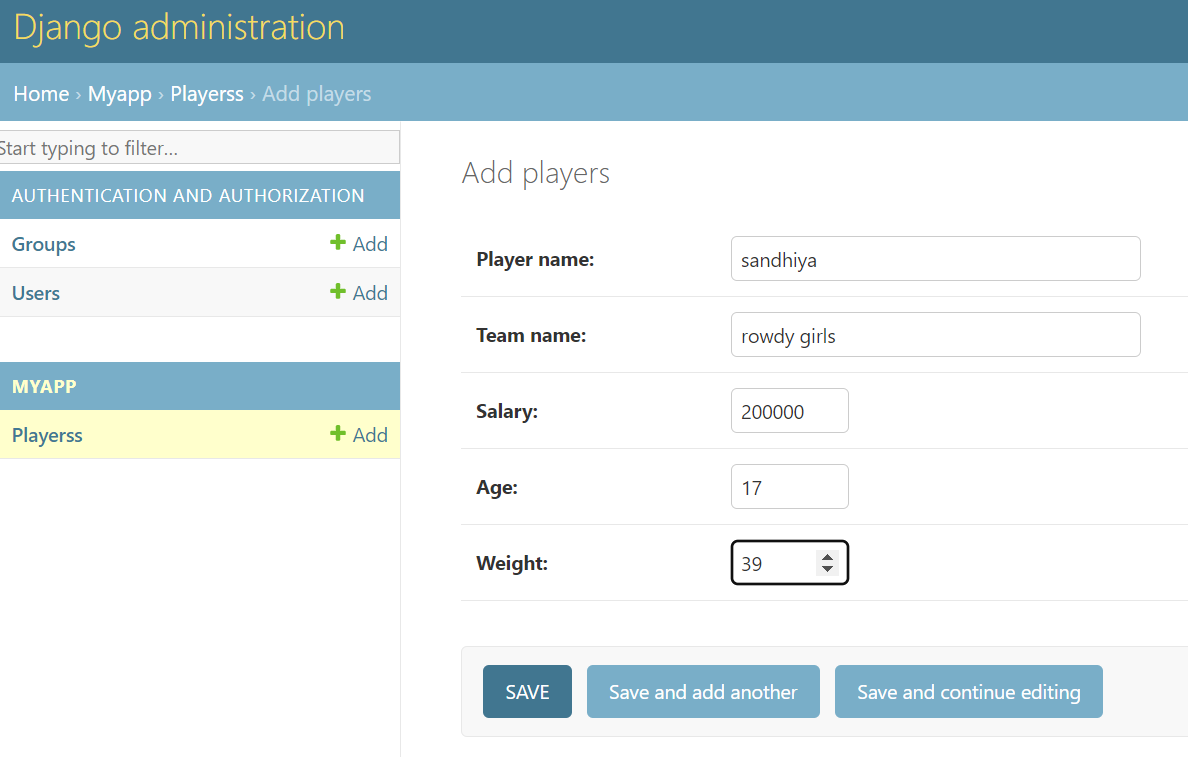 Django administration
Home › Myapp › Playerss › Add players
Start typing to filter...
AUTHENTICATION AND AUTHORIZATION
Groups + Add
Users + Add
MYAPP
Playerss + Add
Add players
Player name: sandhiya
Team name: rowdy girls
Salary: 200000
Age: 17
Weight: 39
SAVE Save and add another Save and continue editing